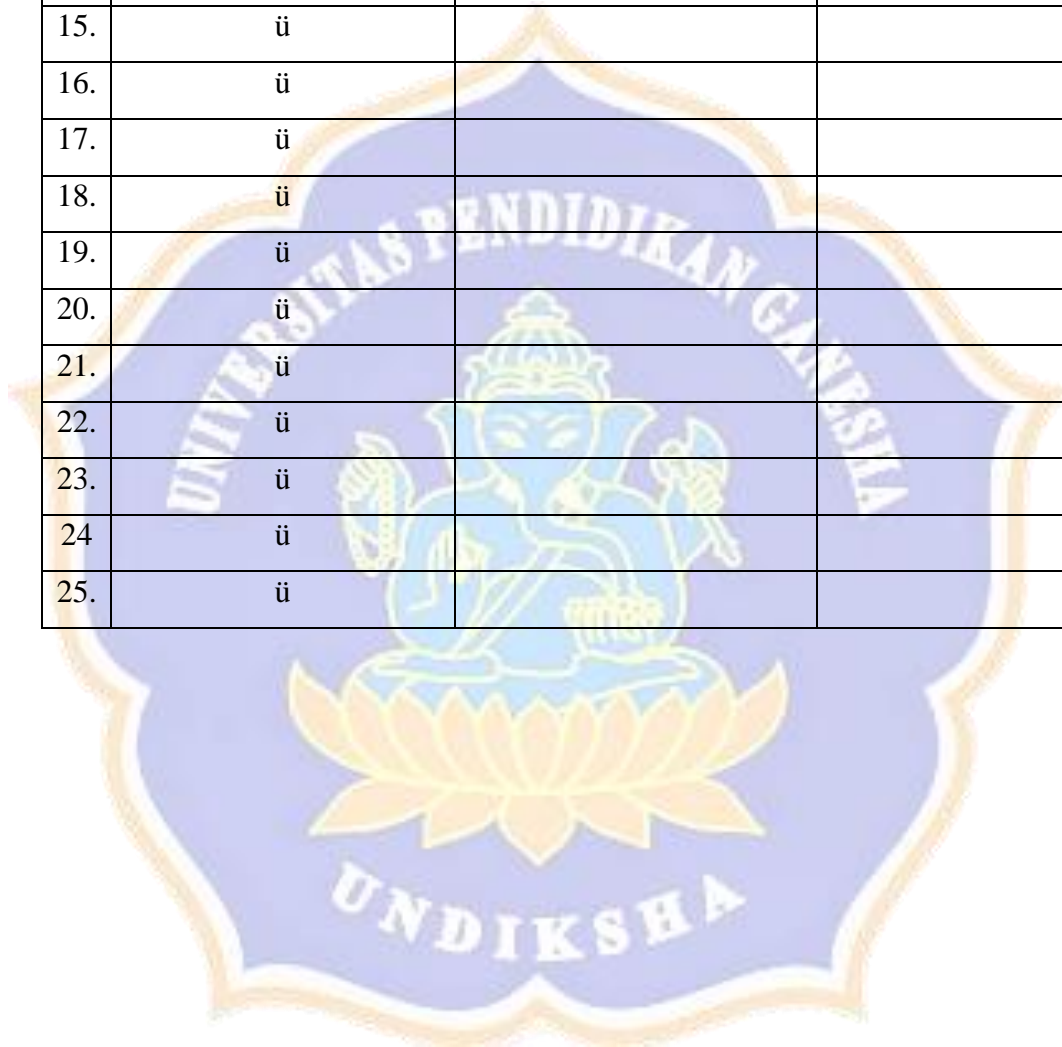 15. ü
16. ü
17. ü
18. ü
19. ü
20. ü
21. ü
22. ü
23. ü
24 ü
25. ü
UNIVERSITAS PENDIDIKAN GANESHA
UNDIKSHA